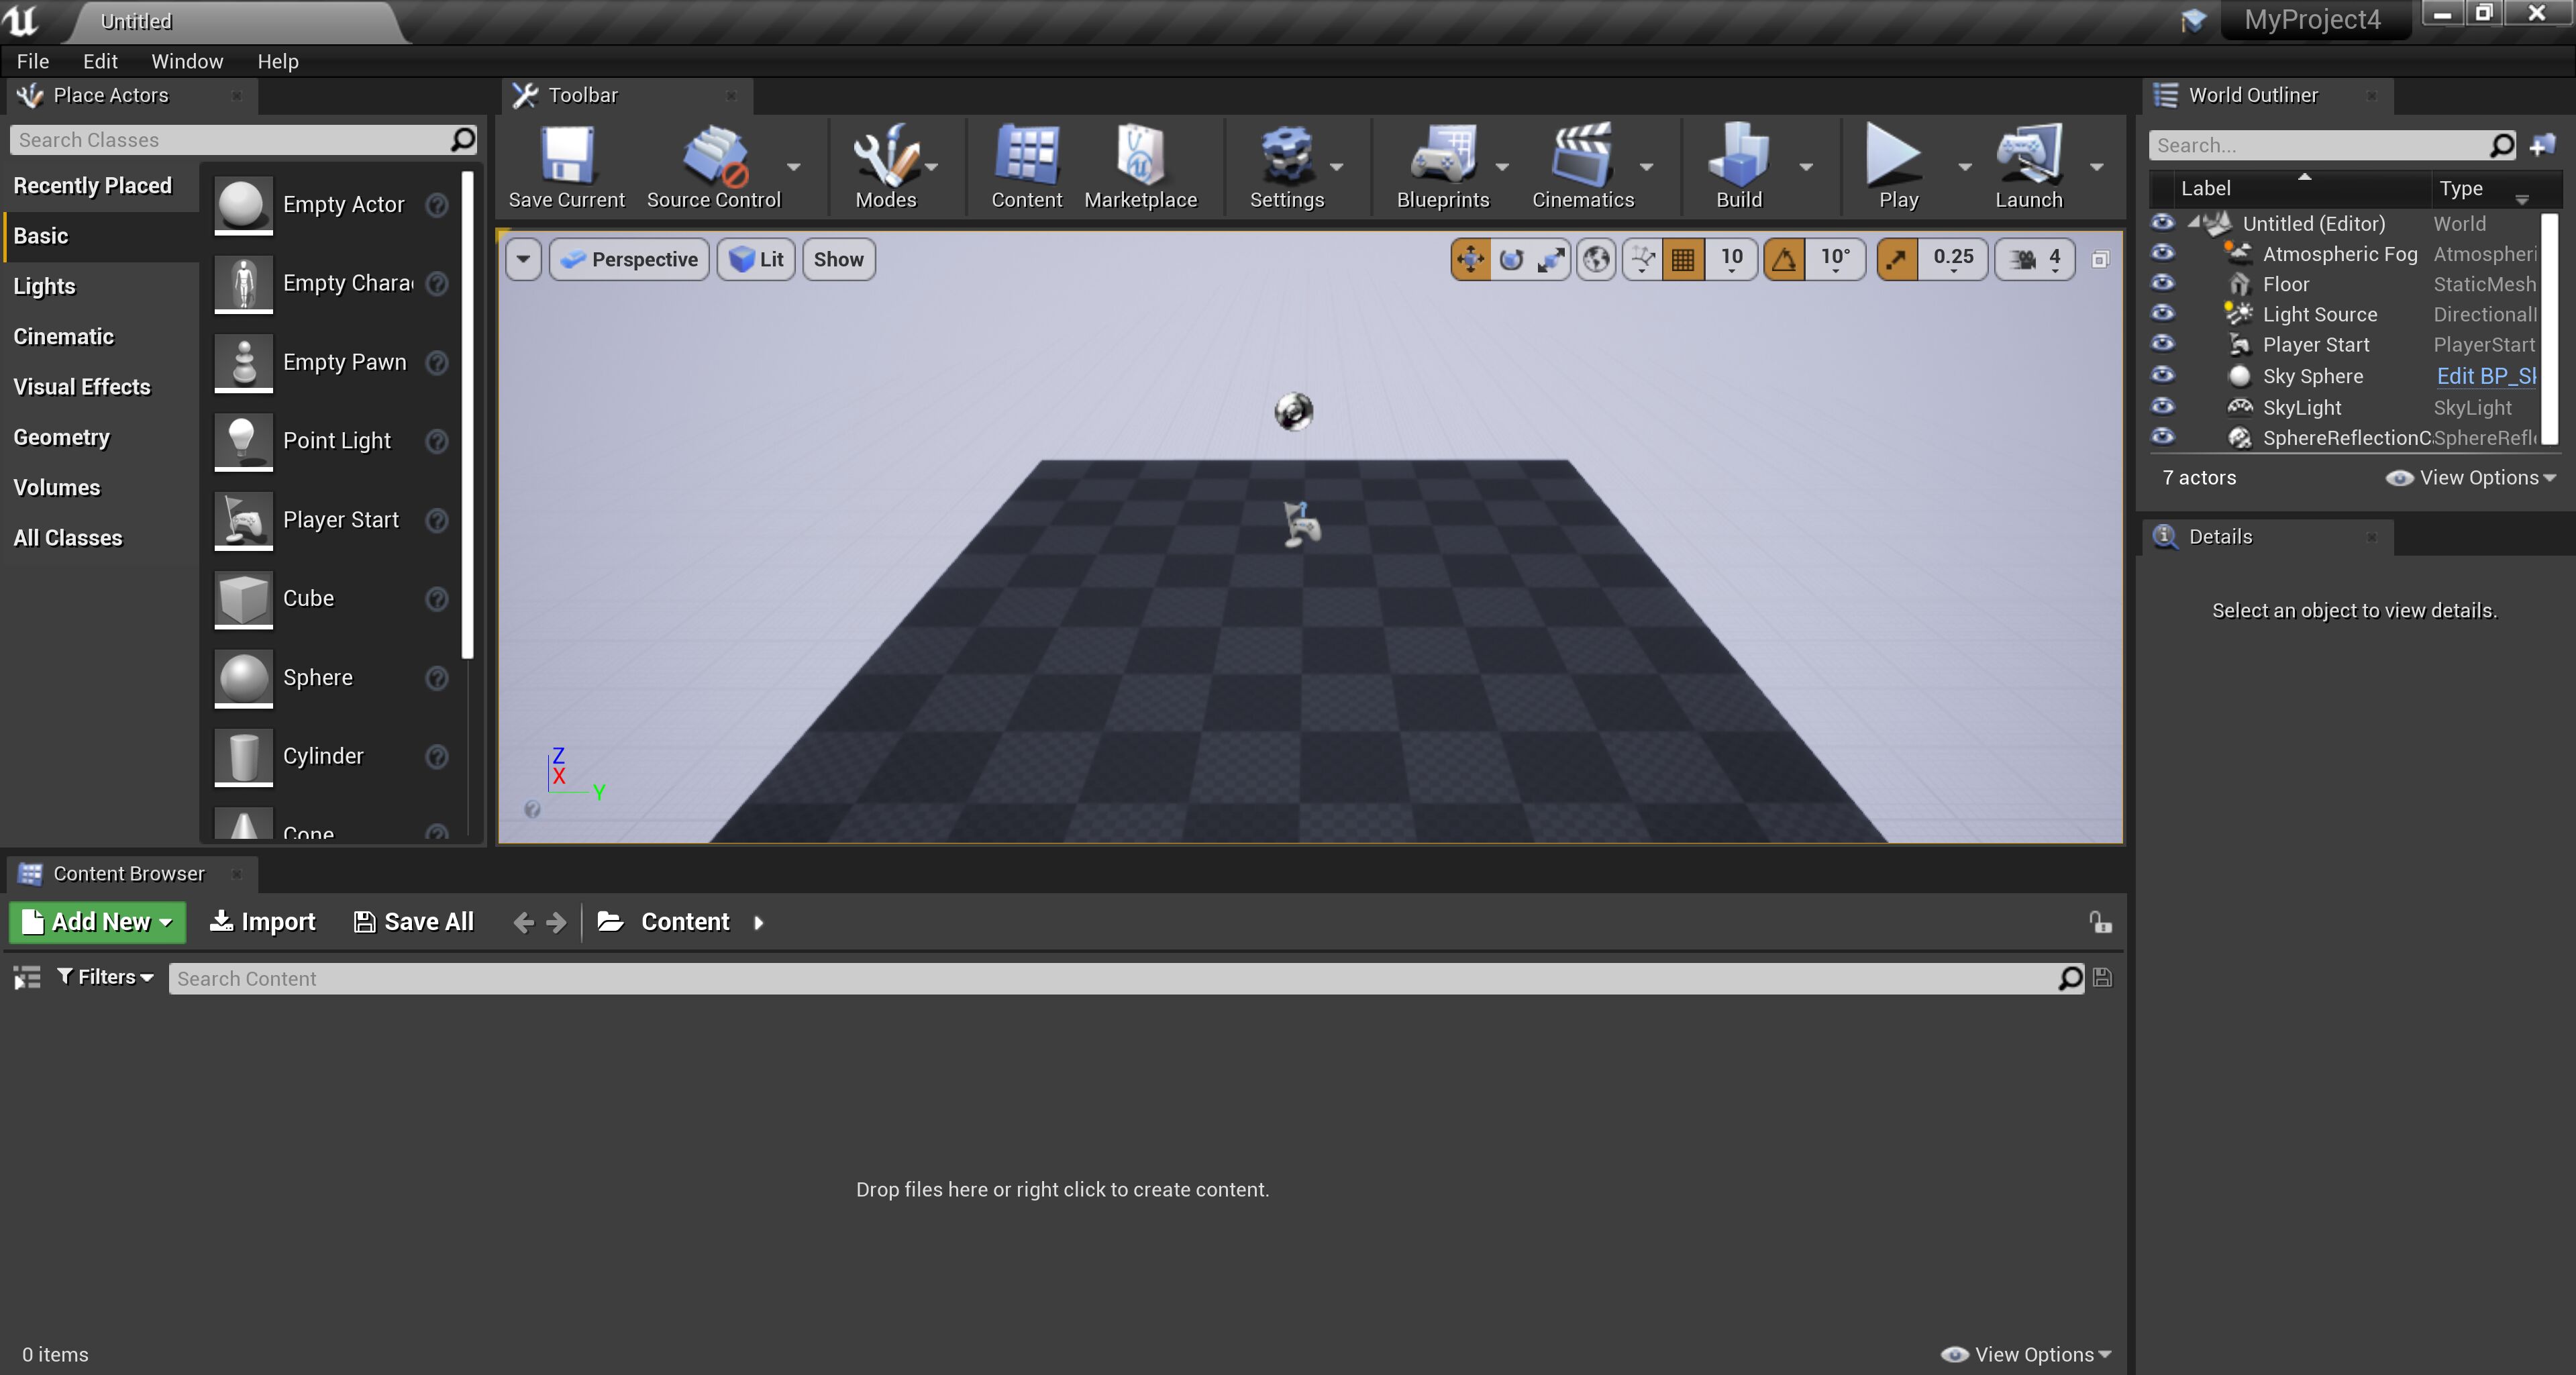 Untitled
MyProject4
File Edit Window Help
Place Actors
Search Classes
Recently Placed
Basic
Lights
Cinematic
Visual Effects
Geometry
Volumes
All Classes
Empty Actor
Empty Chara
Empty Pawn
Point Light
Player Start
Cube
Sphere
Cylinder
Cone
Toolbar
Save Current
Source Control
Modes
Content
Marketplace
Settings
Blueprints
Cinematics
Build
Play
Launch
Perspective
Lit
Show
10
10°
0.25
4
Z
X
Y
World Outliner
Search...
Label Type
Untitled (Editor) World
Atmospheric Fog Atmospheri
Floor StaticMesh
Light Source Directional
Player Start PlayerStart
Sky Sphere Edit BP_S
SkyLight SkyLight
SphereReflectionC SphereRefl
7 actors
View Options
Details
Select an object to view details.
Content Browser
Add New
Import
Save All
Content
Filters
Search Content
Drop files here or right click to create content.
0 items
View Options